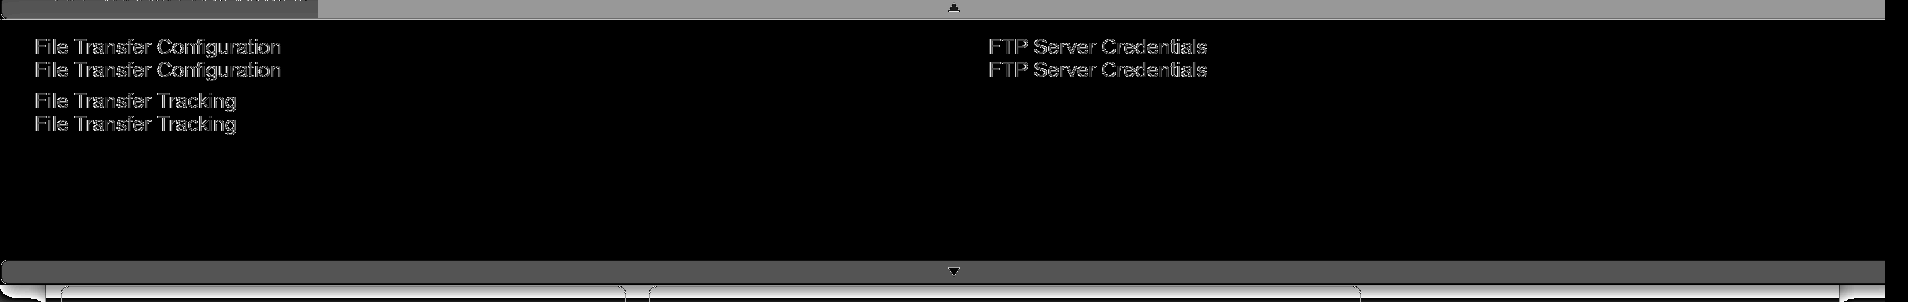 File Transfer Configuration
File Transfer Configuration
File Transfer Tracking
File Transfer Tracking
FTP Server Credentials
FTP Server Credentials